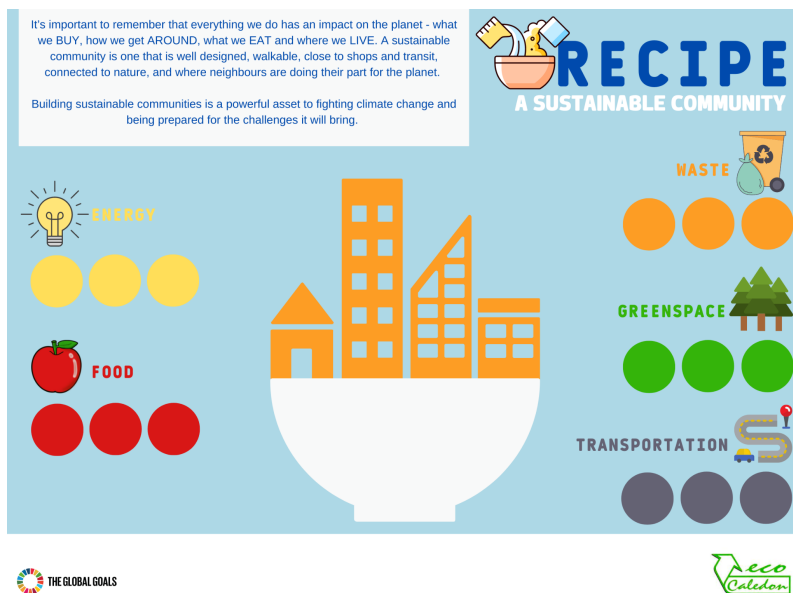 It's important to remember that everything we do has an impact on the planet - what
we BUY, how we get AROUND, what we EAT and where we LIVE. A sustainable
community is one that is well designed, walkable, close to shops and transit,
connected to nature, and where neighbours are doing their part for the planet.
Building sustainable communities is a powerful asset to fighting climate change and
being prepared for the challenges it will bring.
RECIPE
A SUSTAINABLE COMMUNITY
ENERGY
FOOD
WASTE
GREENSPACE
TRANSPORTATION
THE GLOBAL GOALS
eco
Caledon